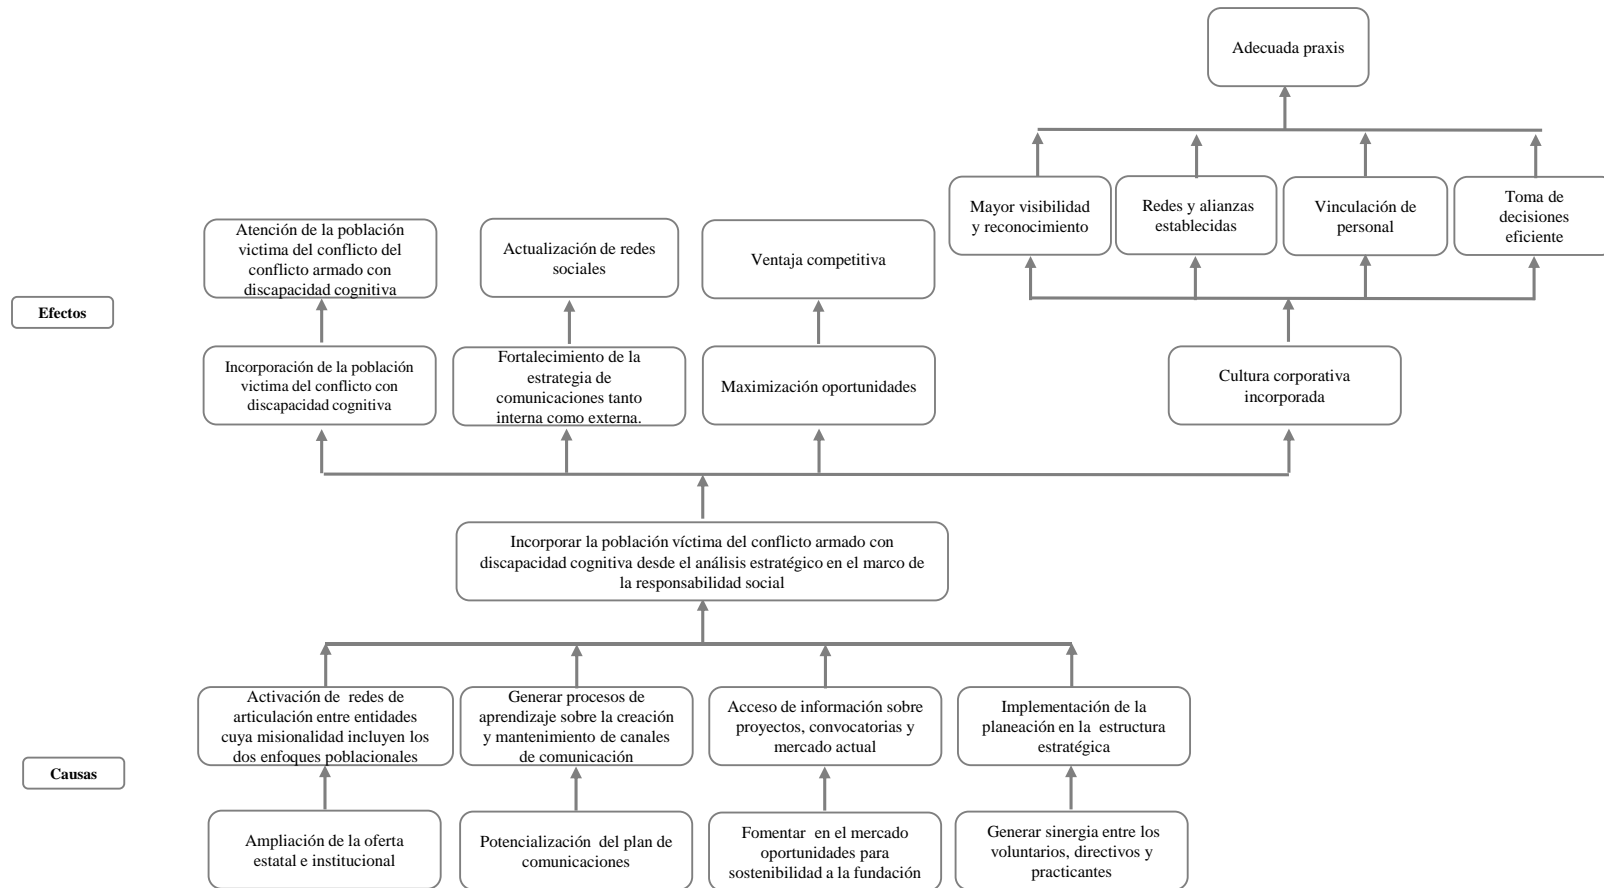 Adecuada praxis
Mayor visibilidad
y reconocimiento
Redes y alianzas
establecidas
Vinculación de
personal
Toma de
decisiones
eficiente
Atención de la población
victima del conflicto del
conflicto armado con
discapacidad cognitiva
Actualización de redes
sociales
Ventaja competitiva
Efectos
Incorporación de la población
victima del conflicto con
discapacidad cognitiva
Fortalecimiento de la
estrategia de
comunicaciones tanto
interna como externa.
Maximización oportunidades
Cultura corporativa
incorporada
Incorporar la población víctima del conflicto armado con
discapacidad cognitiva desde el análisis estratégico en el marco de
la responsabilidad social
Activación de redes de
articulación entre entidades
cuya misionalidad incluyen los
dos enfoques poblacionales
Generar procesos de
aprendizaje sobre la creación
y mantenimiento de canales
de comunicación
Acceso de información sobre
proyectos, convocatorias y
mercado actual
Implementación de la
planeación en la estructura
estratégica
Causas
Ampliación de la oferta
estatal e institucional
Potencialización del plan de
comunicaciones
Fomentar en el mercado
oportunidades para
sostenibilidad a la fundación
Generar sinergia entre los
voluntarios, directivos y
practicantes